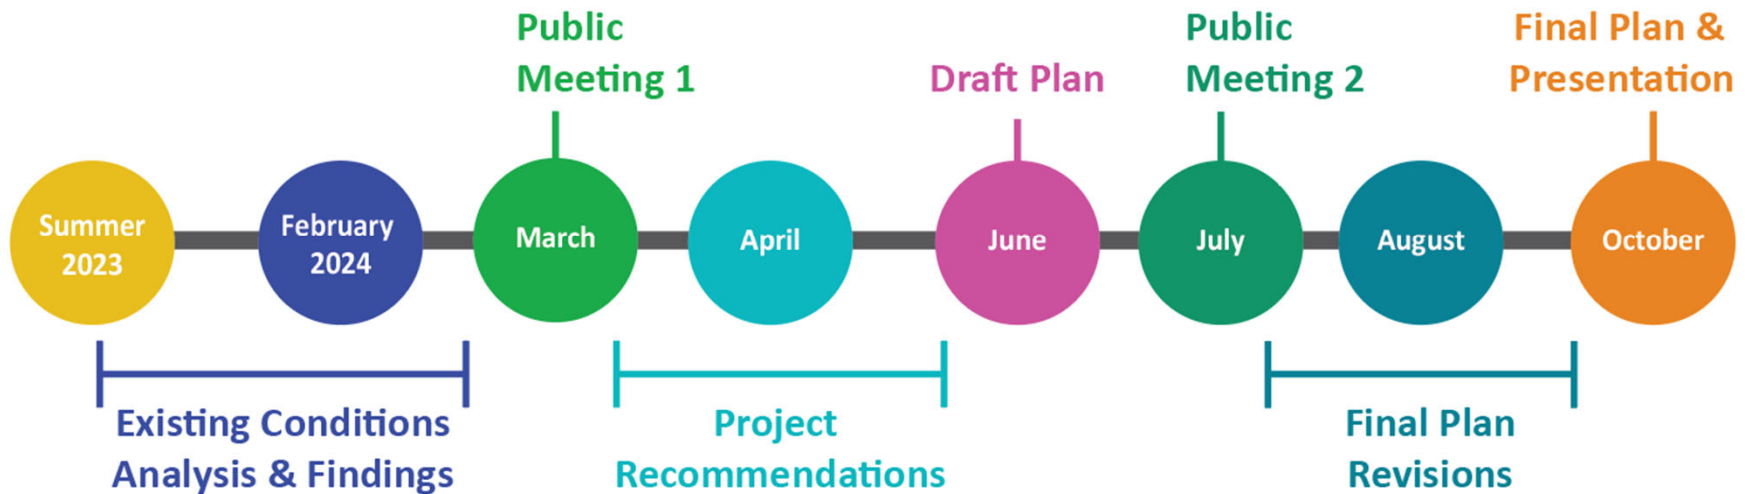 Public
Meeting 1
Draft Plan
Public
Meeting 2
Final Plan &
Presentation
Summer
2023
February
2024
March
April
June
July
August
October
Existing Conditions
Analysis & Findings
Project
Recommendations
Final Plan
Revisions